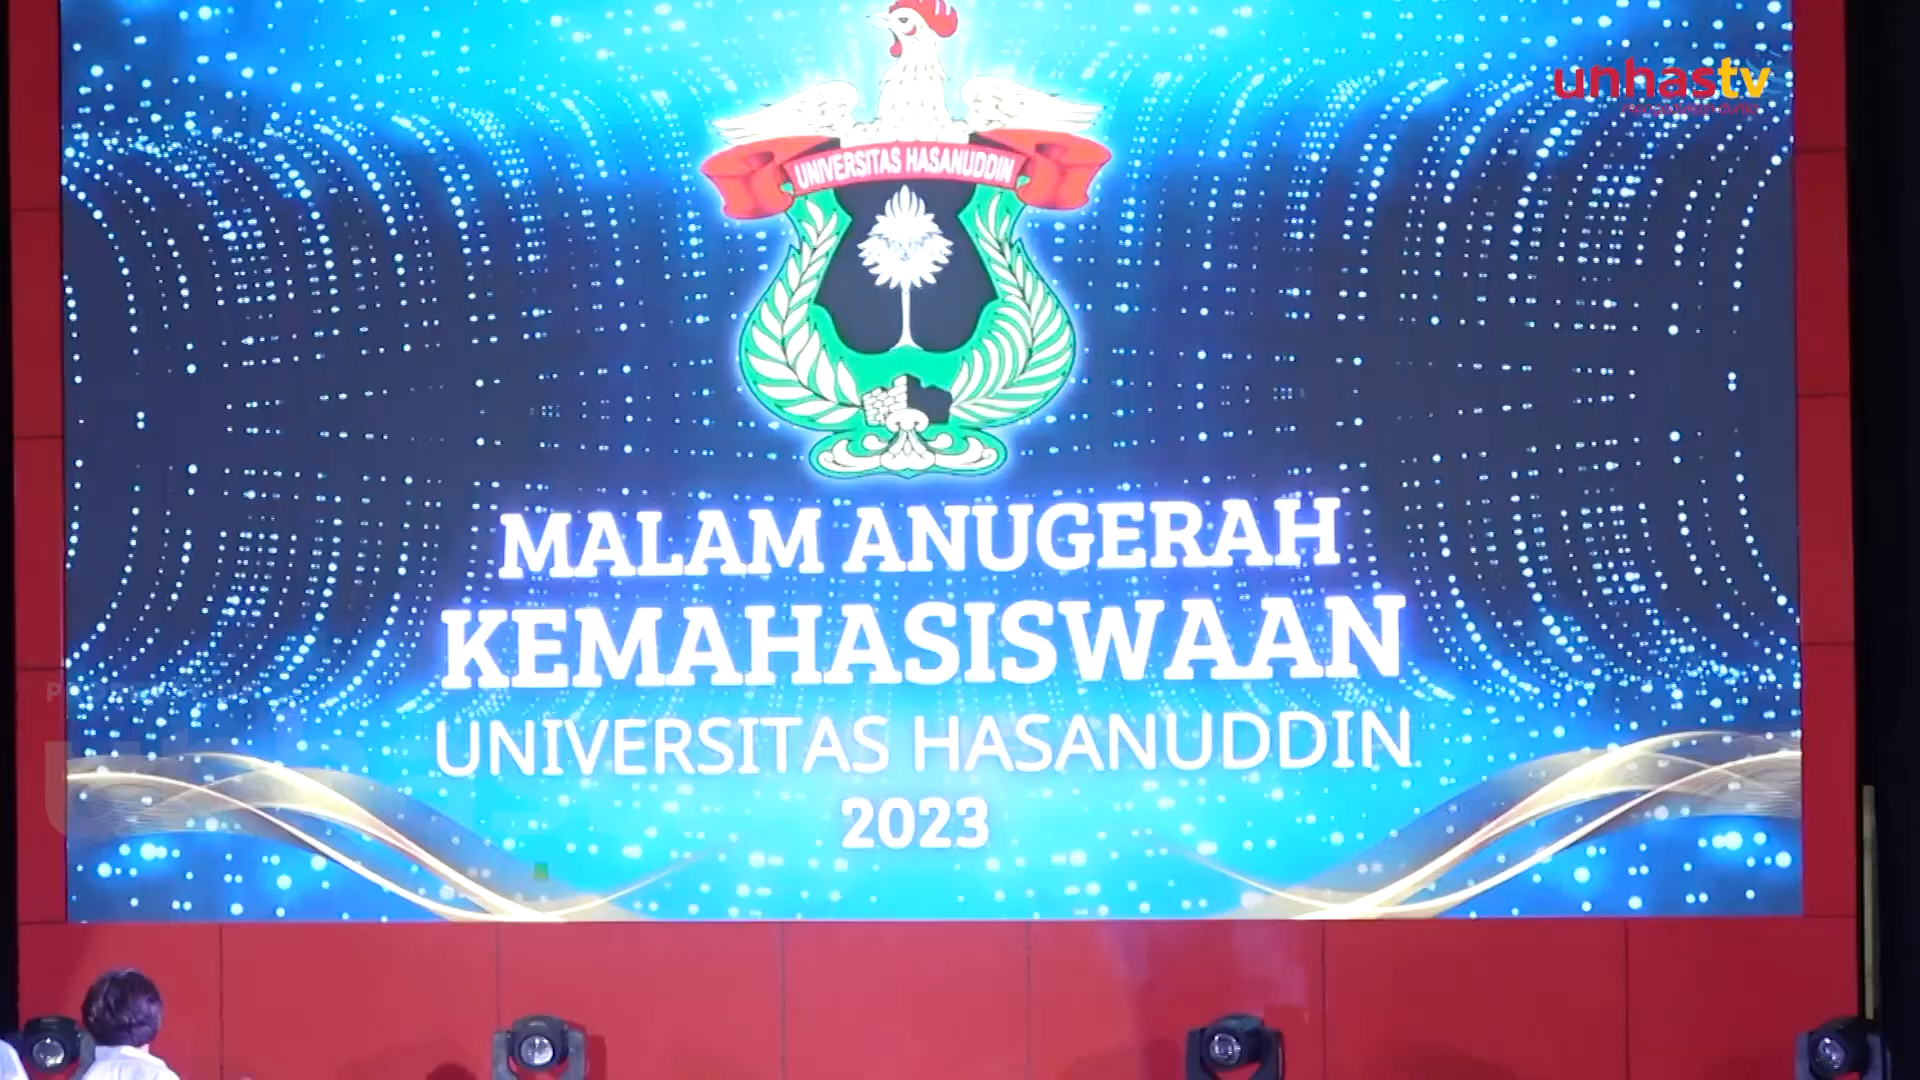 unhastv
UNIVERSITAS HASANUDDIN
MALAM ANUGERAH
KEMAHASISWAAN
UNIVERSITAS HASANUDDIN
2023